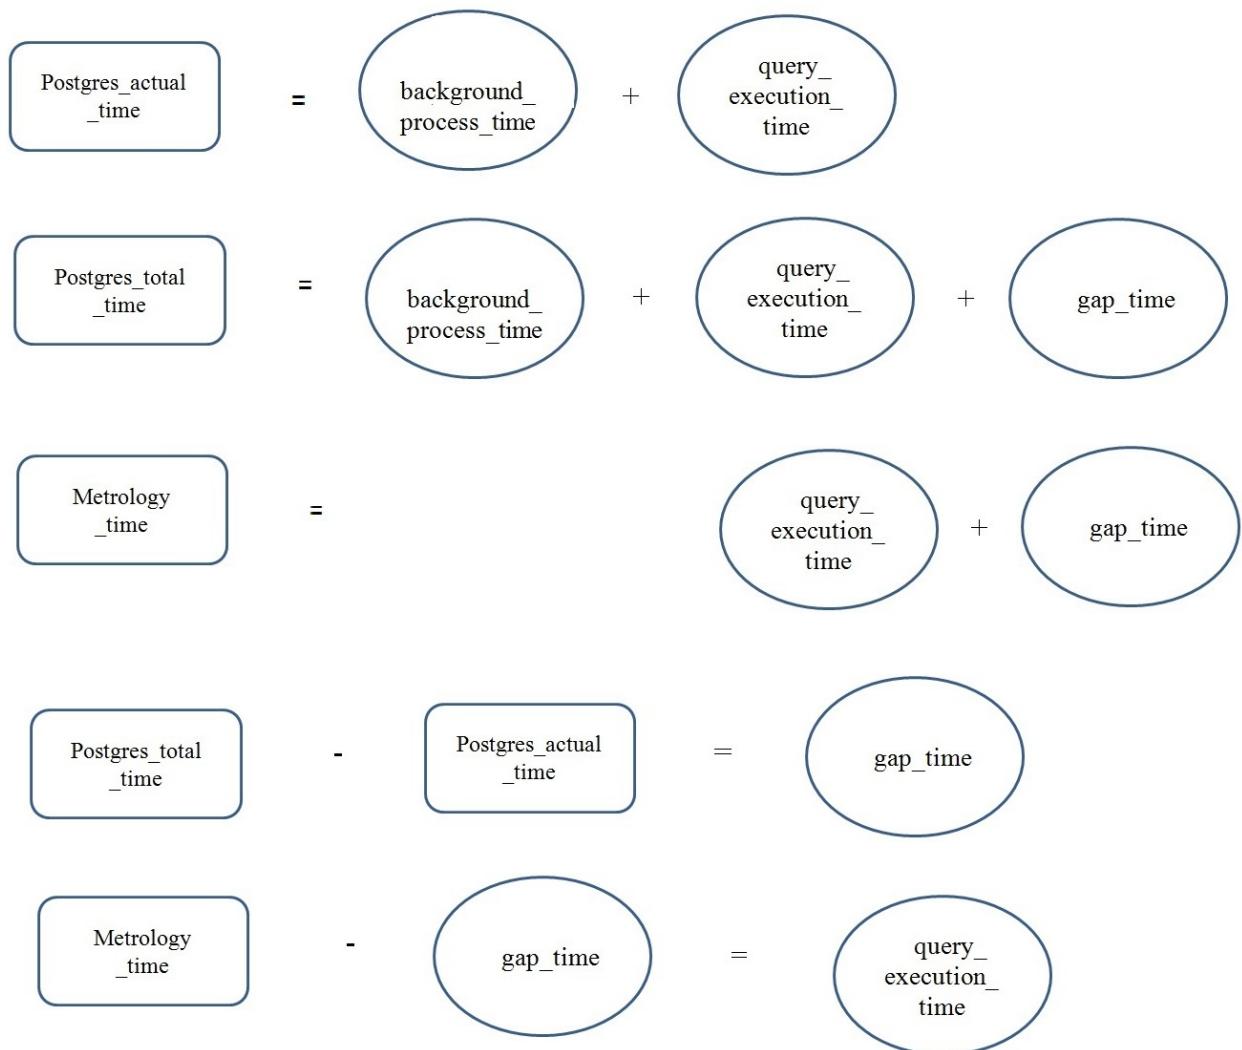 Postgres_actual
_time
=
background_
process_time
+
query_
execution_
time
Postgres_total
_time
=
background_
process_time
+
query_
execution_
time
+
gap_time
Metrology
_time
=
query_
execution_
time
+
gap_time
Postgres_total
_time
-
Postgres_actual
_time
=
gap_time
Metrology
_time
-
gap_time
=
query_
execution_
time